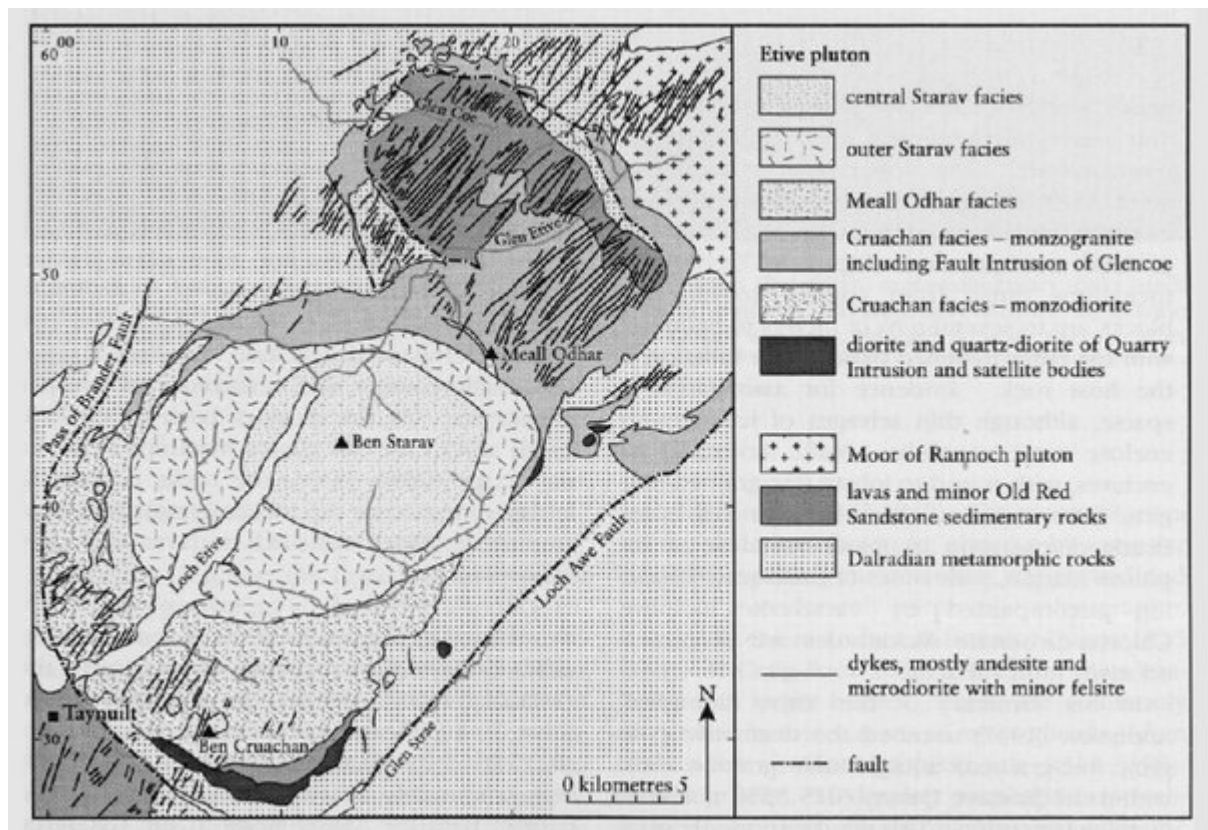 00
60
10
20
Glen Coe
Glen Etive
50
Meall Odhar
Pass of Brander Fault
Ben Starav
40
Loch Etive
Loch Awe Fault
Taynuilt
30
Ben Cruachan
Glen Strae
N
0 kilometres 5
Etive pluton
central Starav facies
outer Starav facies
Meall Odhar facies
Cruachan facies – monzogranite
including Fault Intrusion of Glencoe
Cruachan facies – monzodiorite
diorite and quartz-diorite of Quarry
Intrusion and satellite bodies
Moor of Rannoch pluton
lavas and minor Old Red
Sandstone sedimentary rocks
Dalradian metamorphic rocks
dykes, mostly andesite and
microdiorite with minor felsite
fault